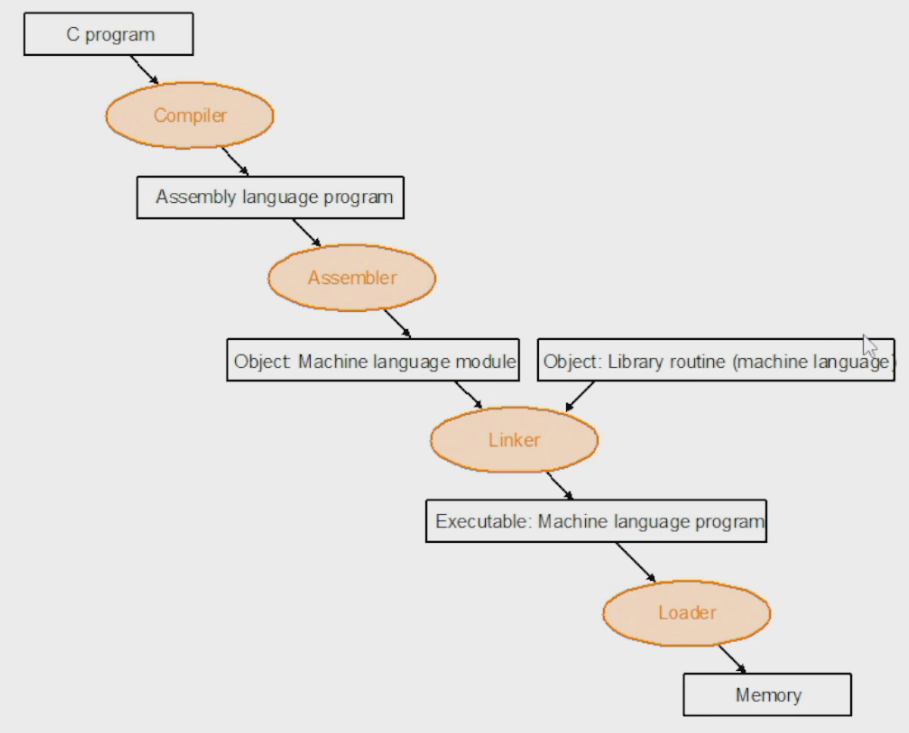 C program
Compiler
Assembly language program
Assembler
Object: Machine language module
Object: Library routine (machine language)
Linker
Executable: Machine language program
Loader
Memory